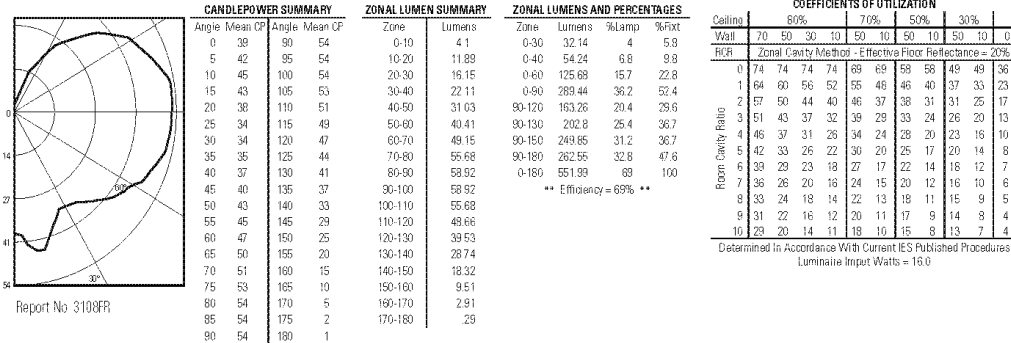 0
14
27
41
54
60°
30°
Report No 3108FR
CANDLEPOWER SUMMARY
Angle Mean CP Angle Mean CP
0 39 90 54
5 42 95 54
10 45 100 54
15 43 105 53
20 38 110 51
25 34 115 49
30 34 120 47
35 35 125 44
40 37 130 41
45 40 135 37
50 43 140 33
55 45 145 29
60 47 150 25
65 50 155 20
70 51 160 15
75 53 165 10
80 54 170 5
85 54 175 2
90 54 180 1
ZONAL LUMEN SUMMARY
Zone Lumens
0-10 4.1
10-20 11.89
20-30 16.15
30-40 22.11
40-50 31.03
50-60 40.41
60-70 49.15
70-80 55.68
80-90 58.92
90-100 58.92
100-110 55.68
110-120 48.66
120-130 39.53
130-140 28.74
140-150 18.32
150-160 9.51
160-170 2.91
170-180 .29
ZONAL LUMENS AND PERCENTAGES
Zone Lumens %Lamp %Fixt
0-30 32.14 4 5.8
0-40 54.24 6.8 9.8
0-60 125.68 15.7 22.8
0-90 289.44 36.2 52.4
90-120 163.26 20.4 29.6
90-130 202.8 25.4 36.7
90-150 249.85 31.2 36.7
90-180 262.55 32.8 47.6
0-180 551.99 69 100
** Efficiency = 69% **
COEFFICIENTS OF UTILIZATION
Ceiling 80% 70% 50% 30%
Wall 70 50 30 10 50 10 50 10 50 10 0
RCR Zonal Cavity Method - Effective Floor Reflectance = 20%
Room Cavity Ratio
0 74 74 74 74 69 69 58 58 49 49 36
1 64 60 56 52 55 48 46 40 37 33 23
2 57 50 44 40 46 37 38 31 31 25 17
3 51 43 37 32 39 29 33 24 26 20 13
4 46 37 31 26 34 24 28 20 23 16 10
5 42 33 26 22 30 20 25 17 20 14 8
6 39 29 23 18 27 17 22 14 18 12 7
7 36 26 20 16 24 15 20 12 16 10 6
8 33 24 18 14 22 13 18 11 15 9 5
9 31 22 16 12 20 11 17 9 14 8 4
10 29 20 14 11 18 10 15 8 13 7 4
Determined In Accordance With Current IES Published Procedures
Luminaire Imput Watts = 16.0